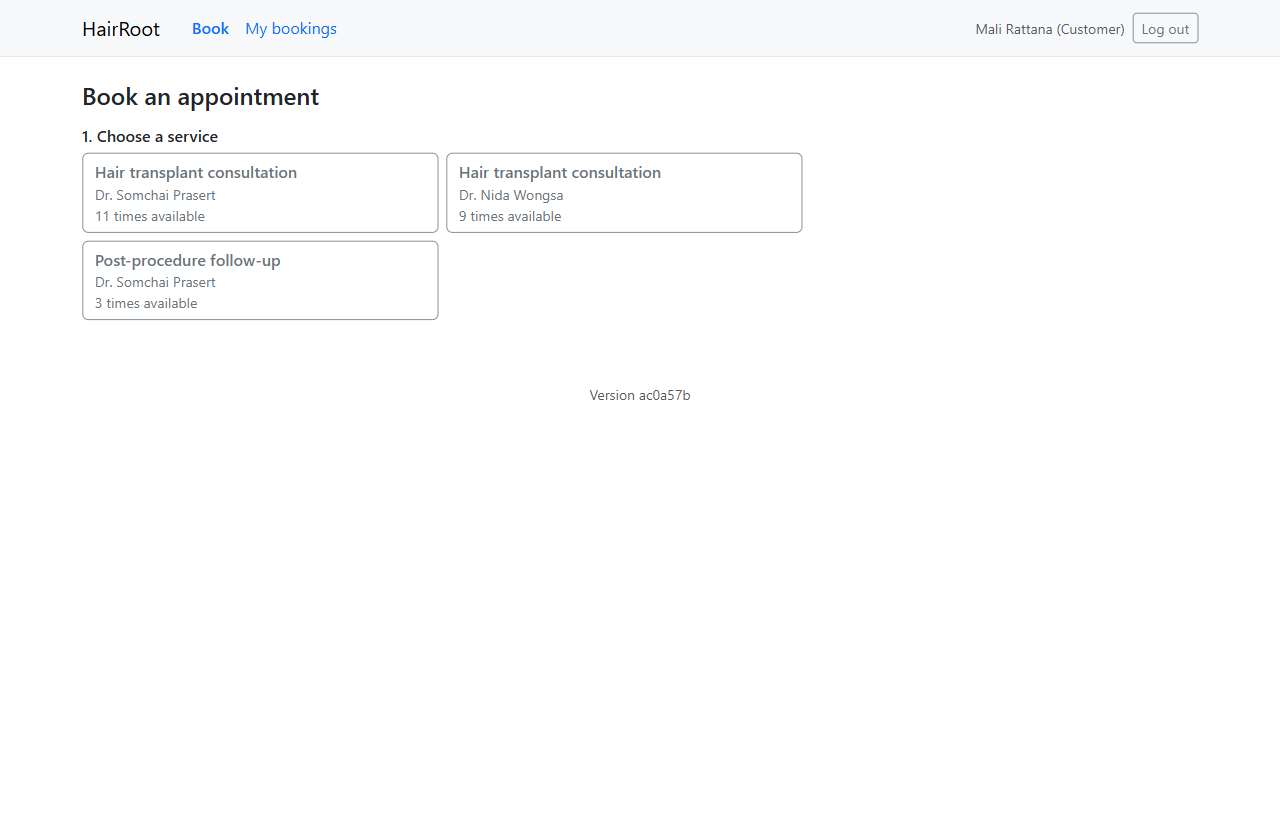 HairRoot Book My bookings Mali Rattana (Customer) Log out
Book an appointment
1. Choose a service
Hair transplant consultation
Dr. Somchai Prasert
11 times available
Hair transplant consultation
Dr. Nida Wongsa
9 times available
Post-procedure follow-up
Dr. Somchai Prasert
3 times available
Version ac0a57b